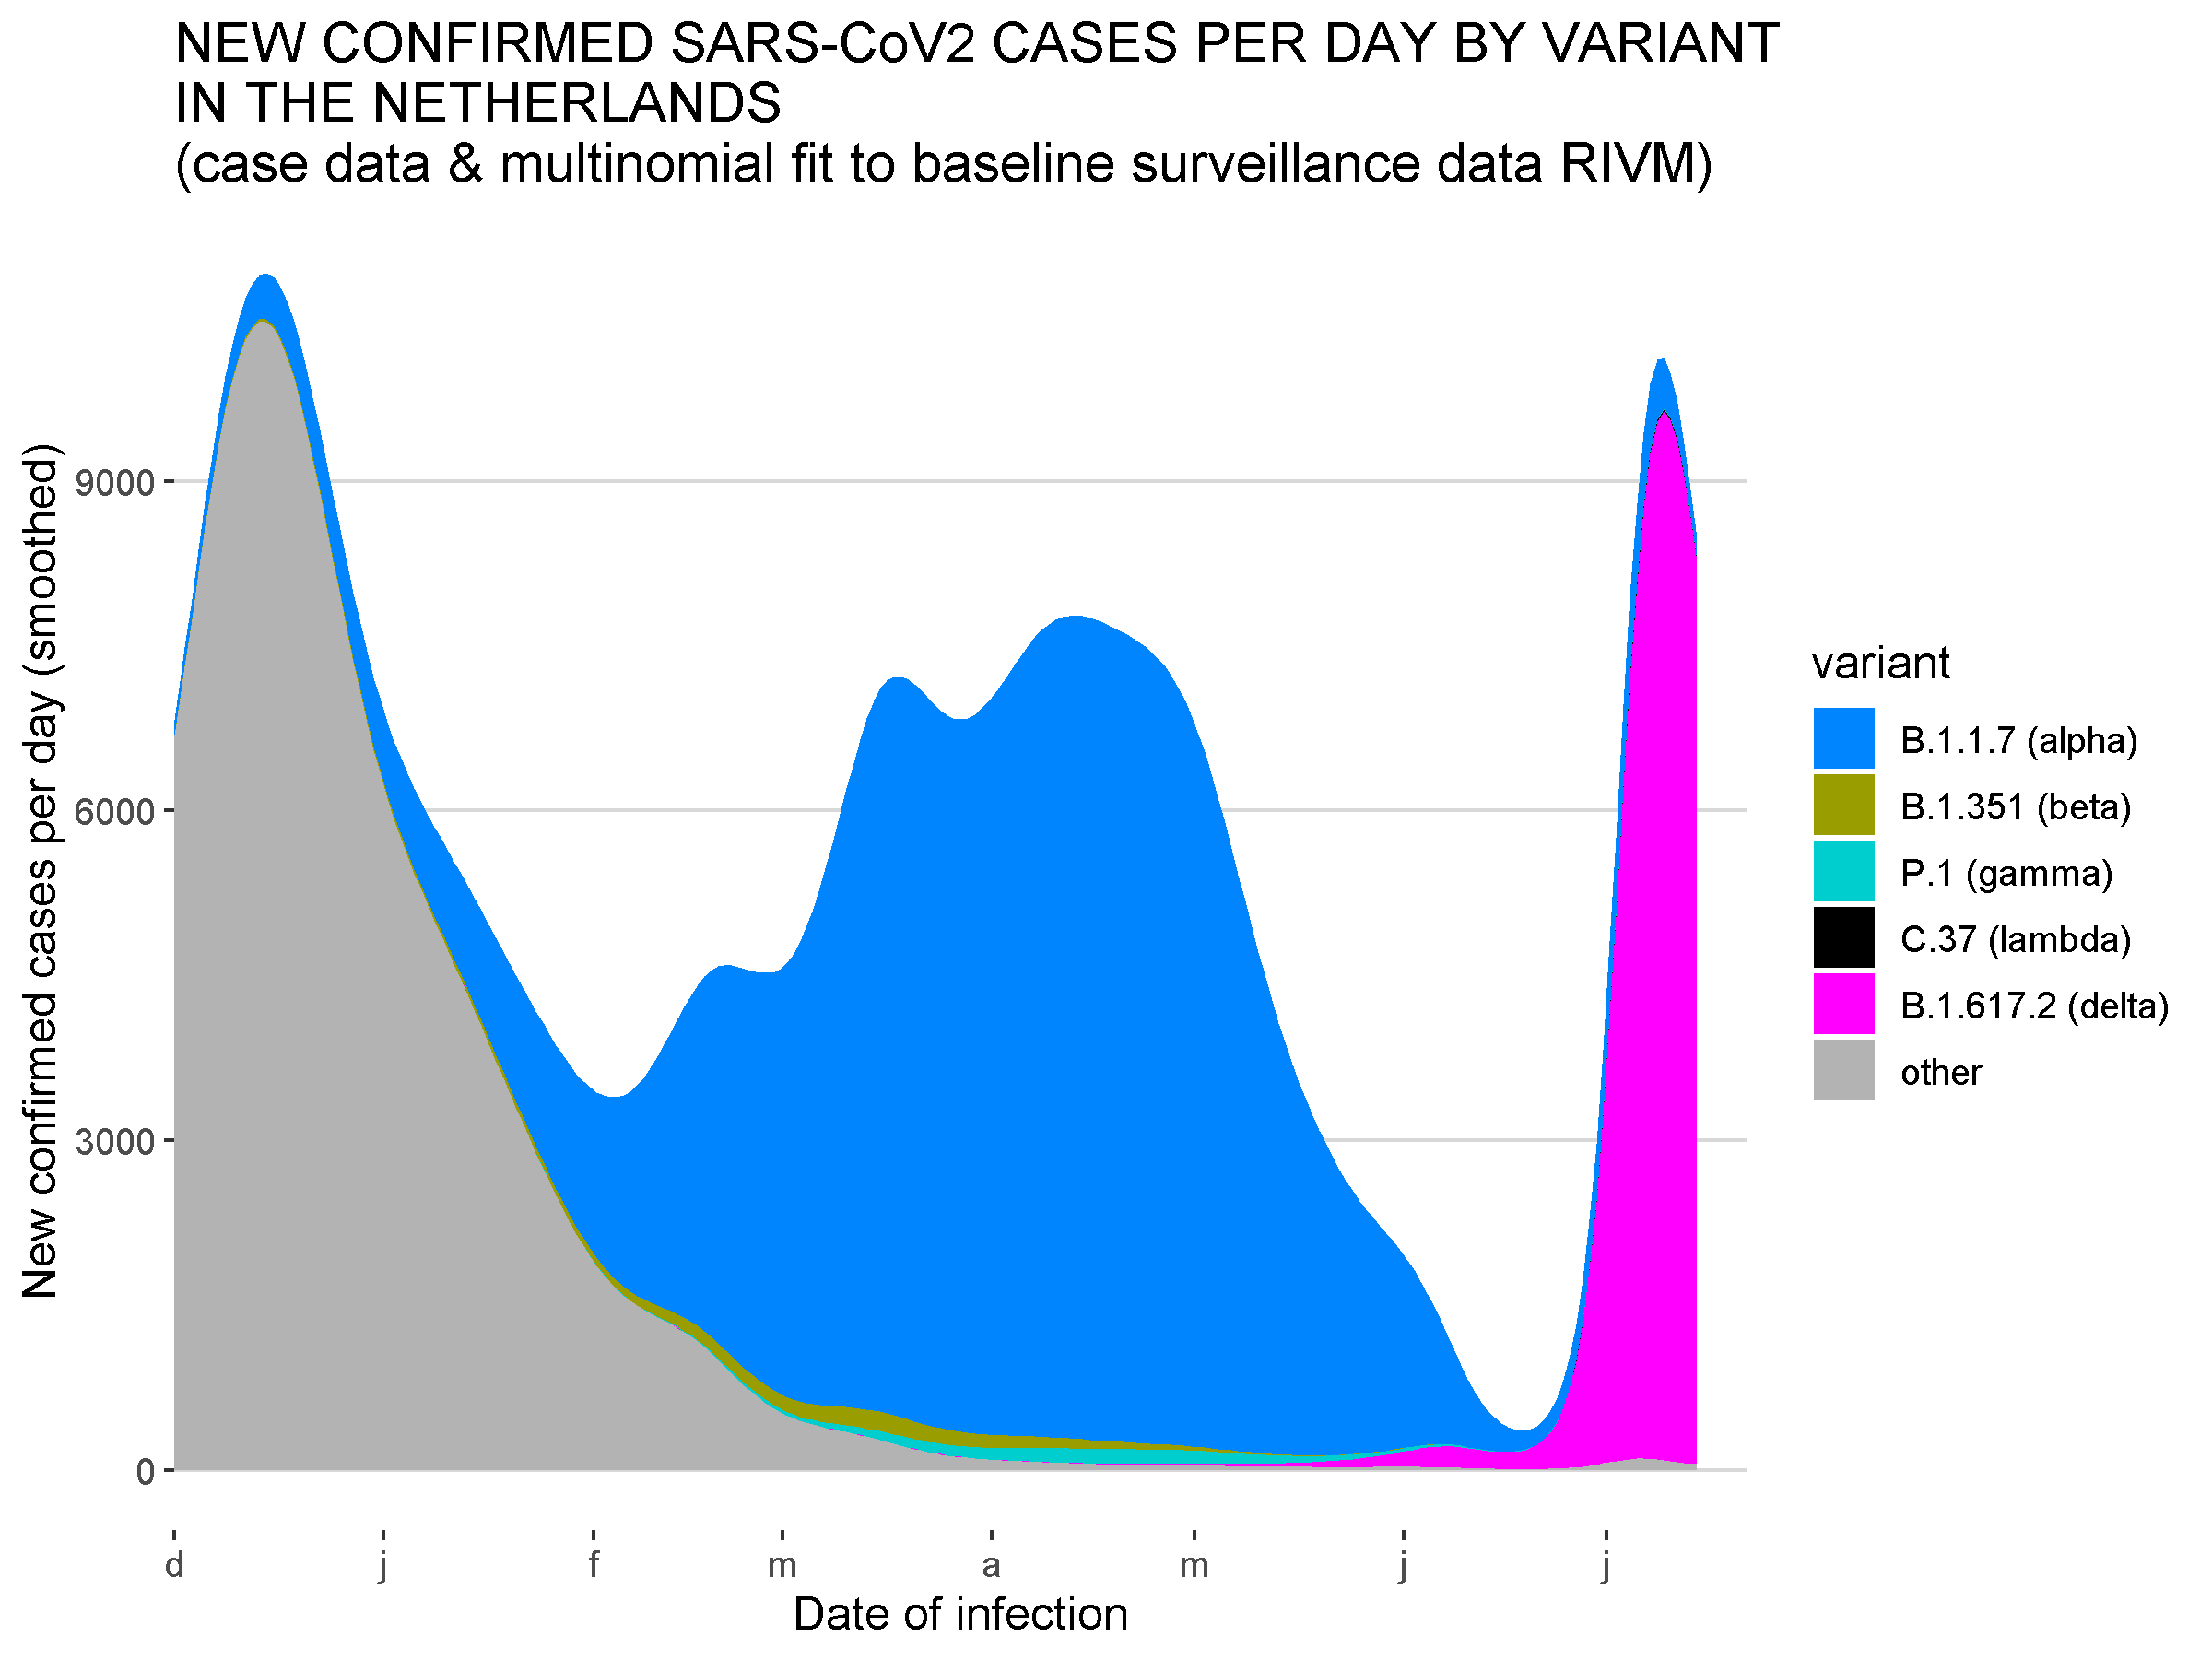 NEW CONFIRMED SARS-CoV2 CASES PER DAY BY VARIANT
IN THE NETHERLANDS
(case data & multinomial fit to baseline surveillance data RIVM)
New confirmed cases per day (smoothed)
9000
6000
3000
0
d j f m a m j j
Date of infection
variant
B.1.1.7 (alpha)
B.1.351 (beta)
P.1 (gamma)
C.37 (lambda)
B.1.617.2 (delta)
other